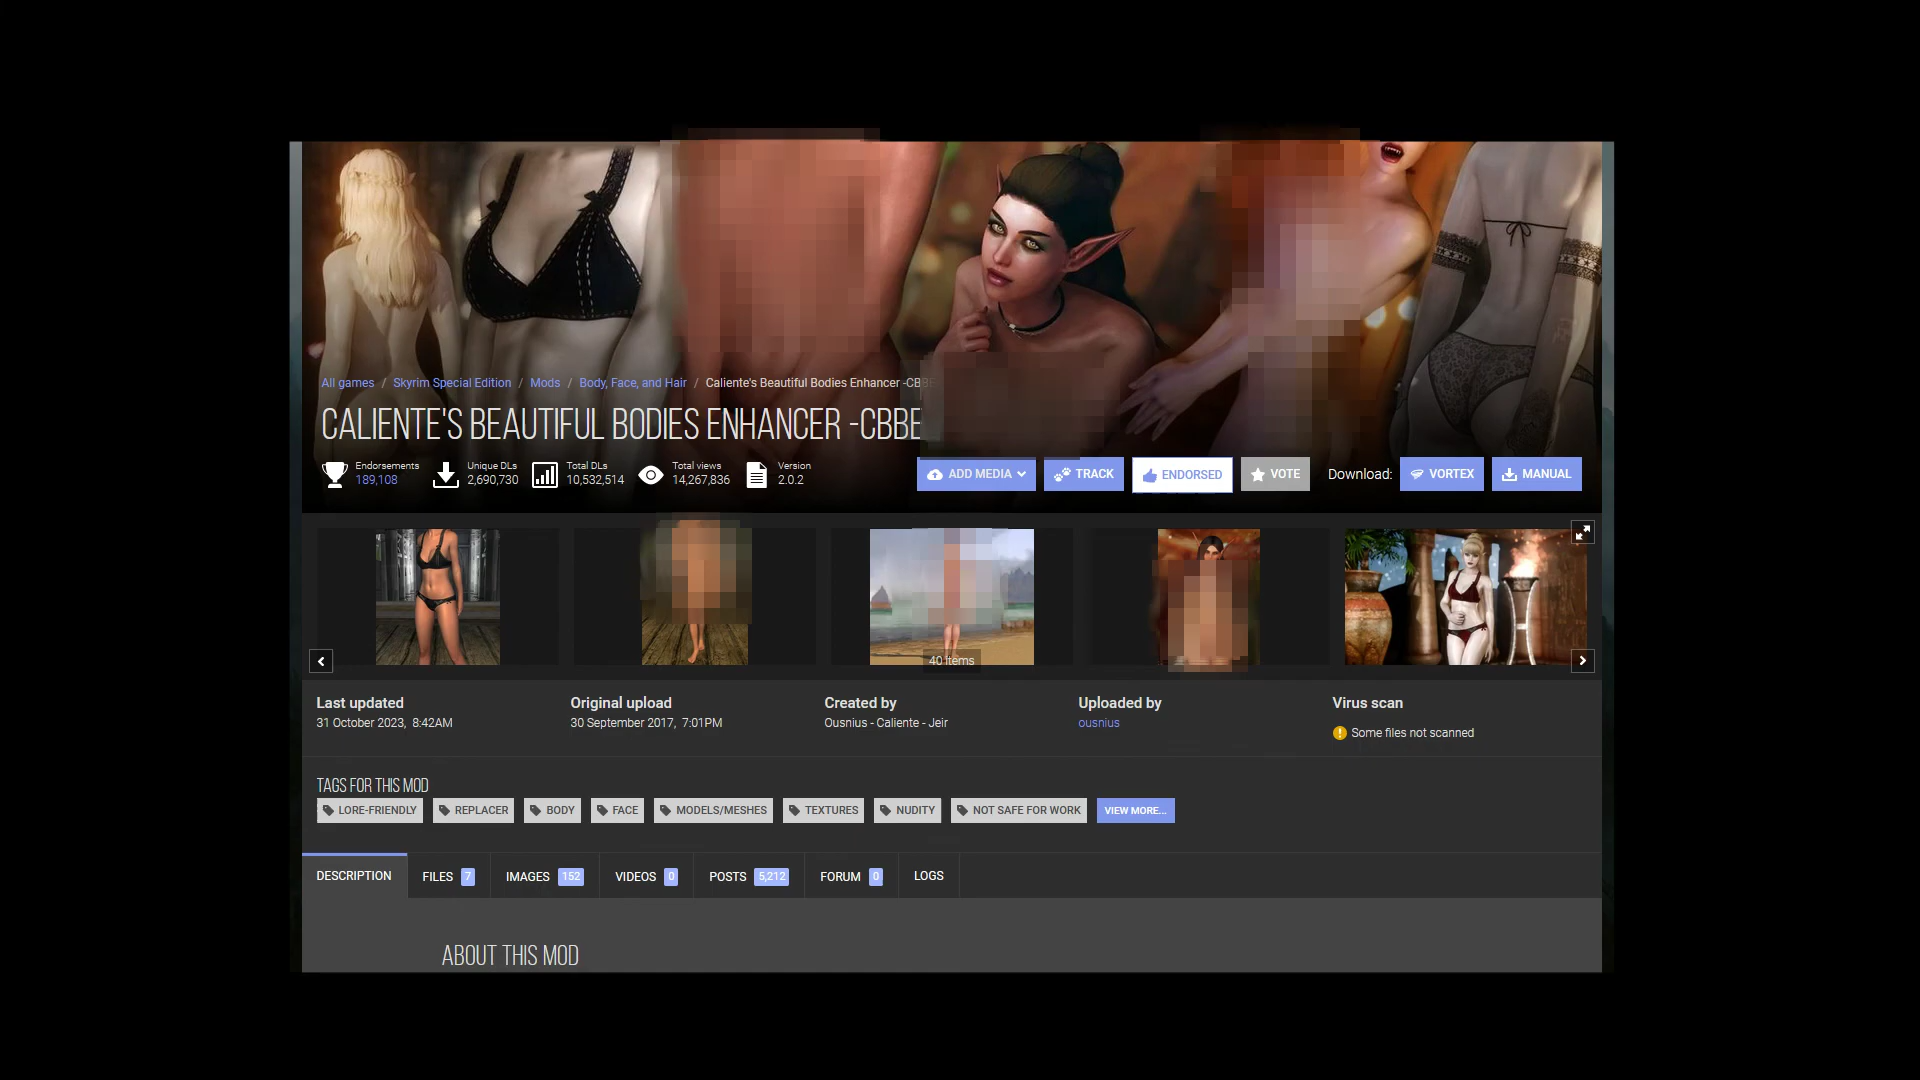 All games / Skyrim Special Edition / Mods / Body, Face, and Hair / Caliente's Beautiful Bodies Enhancer -CBBE
CALIENTE'S BEAUTIFUL BODIES ENHANCER -CBBE
Endorsements Unique DLs Total DLs Total views Version
189,108 2,690,730 10,532,514 14,267,836 2.0.2
ADD MEDIA TRACK ENDORSED VOTE Download: VORTEX MANUAL
40 items
Last updated Original upload Created by Uploaded by Virus scan
31 October 2023, 8:42AM 30 September 2017, 7:01PM Ousnius - Caliente - Jeir ousnius Some files not scanned
TAGS FOR THIS MOD
LORE-FRIENDLY REPLACER BODY FACE MODELS/MESHES TEXTURES NUDITY NOT SAFE FOR WORK VIEW MORE...
DESCRIPTION FILES 7 IMAGES 152 VIDEOS 0 POSTS 5,212 FORUM 0 LOGS
ABOUT THIS MOD